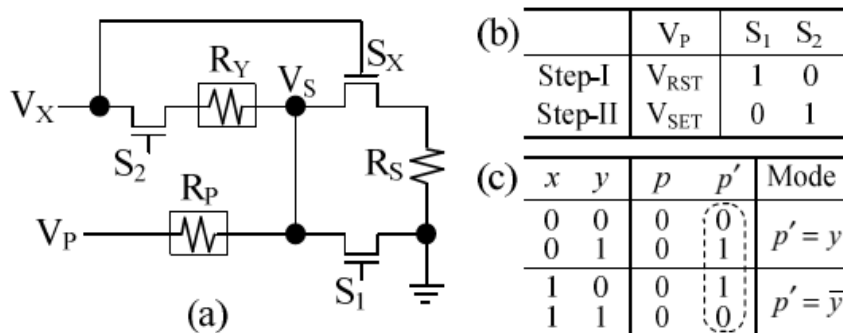 V_X
S_2
R_Y
V_S
S_X
R_S
V_P
R_P
S_1
(a)
(b)
V_P S_1 S_2
Step-I V_RST 1 0
Step-II V_SET 0 1
(c)
x y p p′ Mode
0 0 0 0
0 1 0 1
p′ = y
1 0 0 1
1 1 0 0
p′ = y̅